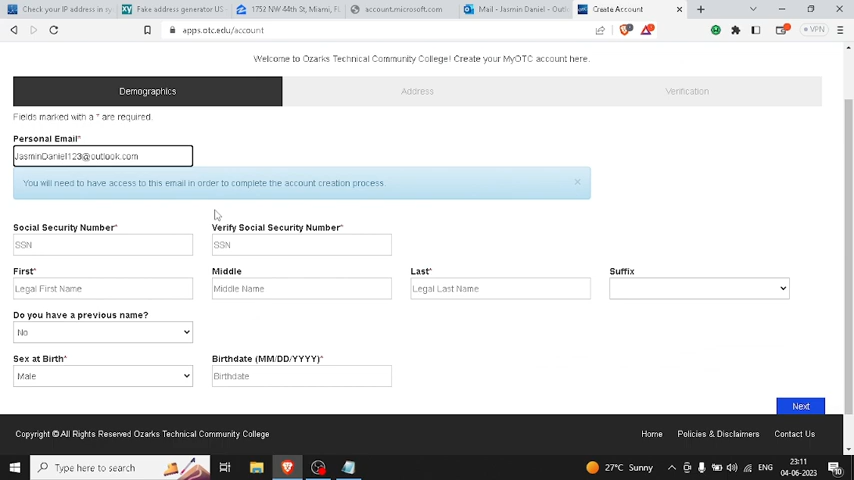 Check your IP address in sy
Fake address generator US
1752 NW 44th St, Miami, Fl
account.microsoft.com
Mail - Jasmin Daniel - Outlo
Create Account
apps.otc.edu/account
VPN
Welcome to Ozarks Technical Community College! Create your MyOTC account here.
Demographics
Address
Verification
Fields marked with a * are required.
Personal Email*
JasminDaniel123@outlook.com
You will need to have access to this email in order to complete the account creation process
Social Security Number*
Verify Social Security Number*
SSN
SSN
First*
Middle
Last*
Suffix
Legal First Name
Middle Name
Legal Last Name
Do you have a previous name?
No
Sex at Birth*
Birthdate (MM/DD/YYYY)*
Male
Birthdate
Next
Copyright © All Rights Reserved Ozarks Technical Community College
Home
Policies & Disclaimers
Contact Us
Type here to search
27°C Sunny
ENG
23:11
04-06-2023